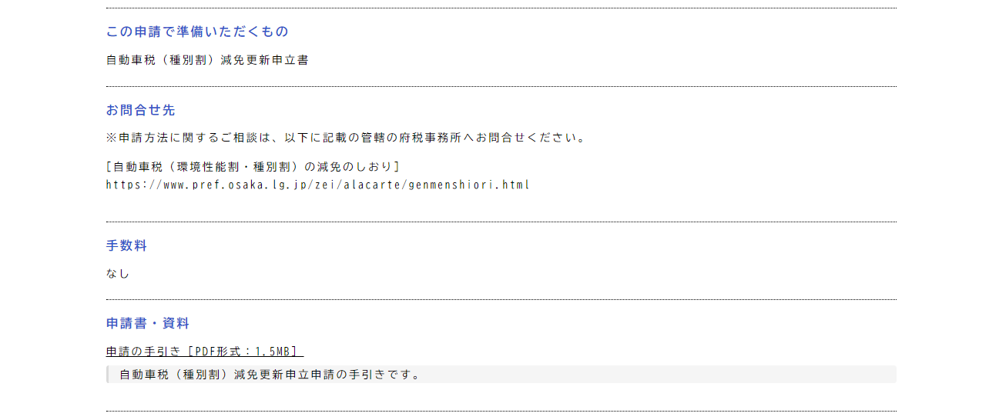 この申請で準備いただくもの
自動車税（種別割）減免更新申立書
お問合せ先
※申請方法に関するご相談は、以下に記載の管轄の府税事務所へお問合せください。
[自動車税（環境性能割・種別割）の減免のしおり]
https://www.pref.osaka.lg.jp/zei/alacarte/genmenshiori.html
手数料
なし
申請書・資料
申請の手引き［PDF形式：1.5MB］
自動車税（種別割）減免更新申立申請の手引きです。